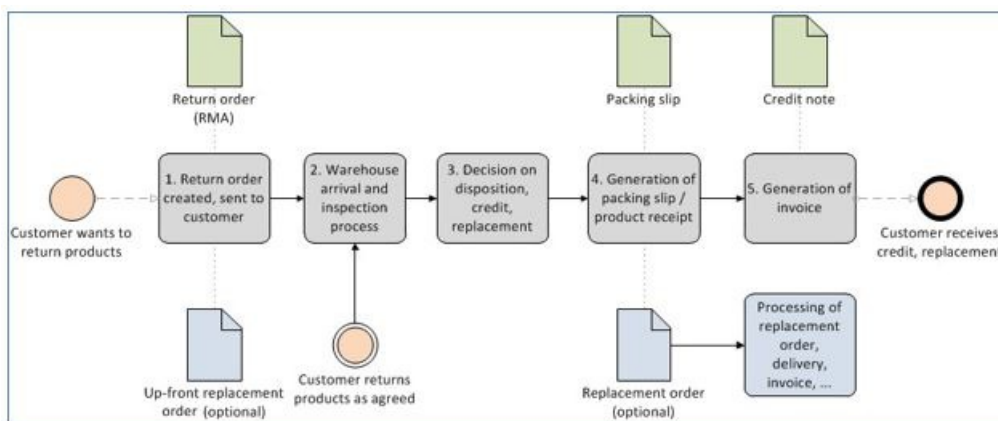 Return order
(RMA)
Packing slip
Credit note
1. Return order
created, sent to
customer
2. Warehouse
arrival and
inspection
process
3. Decision on
disposition,
credit,
replacement
4. Generation of
packing slip /
product receipt
5. Generation of
invoice
Customer wants to
return products
Customer receives
credit, replacement
Up-front replacement
order (optional)
Customer returns
products as agreed
Replacement order
(optional)
Processing of
replacement
order,
delivery,
invoice, ...